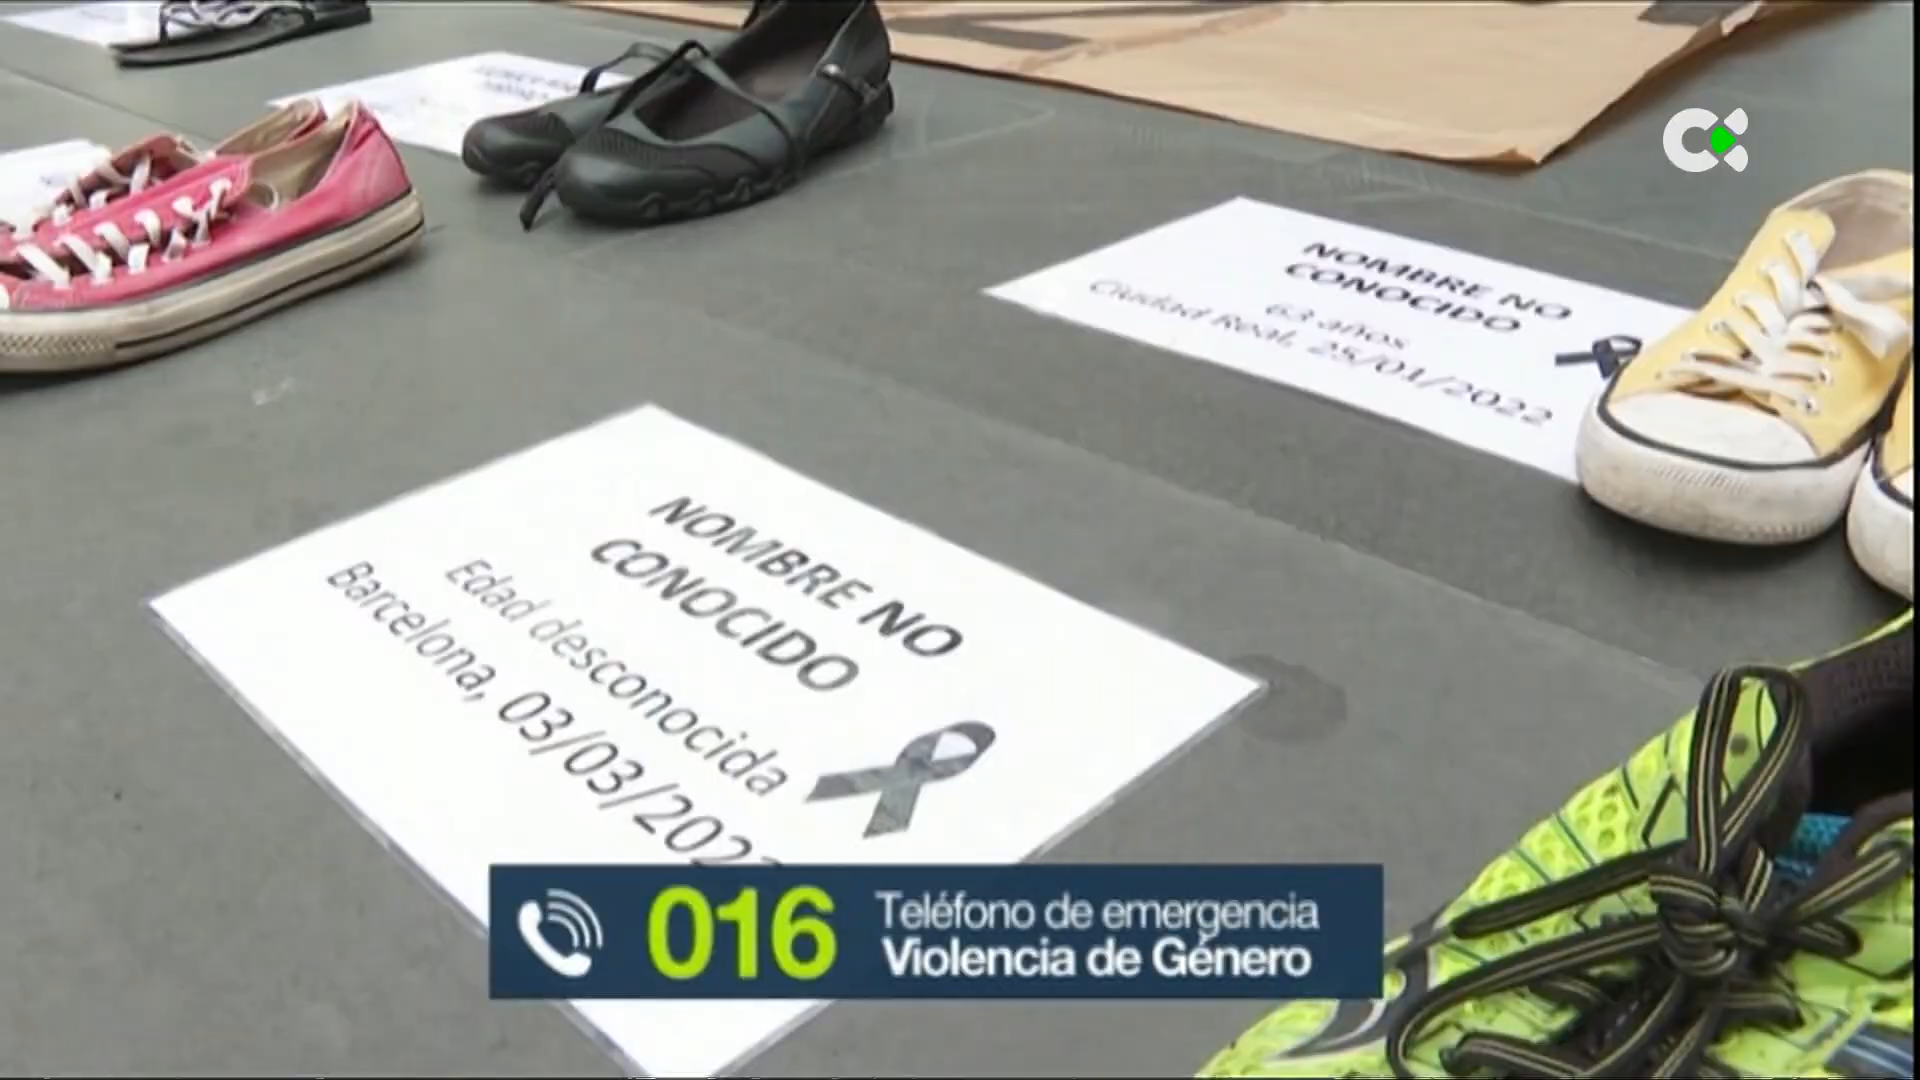 NOMBRE NO
CONOCIDO
63 años
Ciudad Real, 25/01/2022
NOMBRE NO
CONOCIDO
Edad desconocida
Barcelona, 03/03/2022
016
Teléfono de emergencia
Violencia de Género